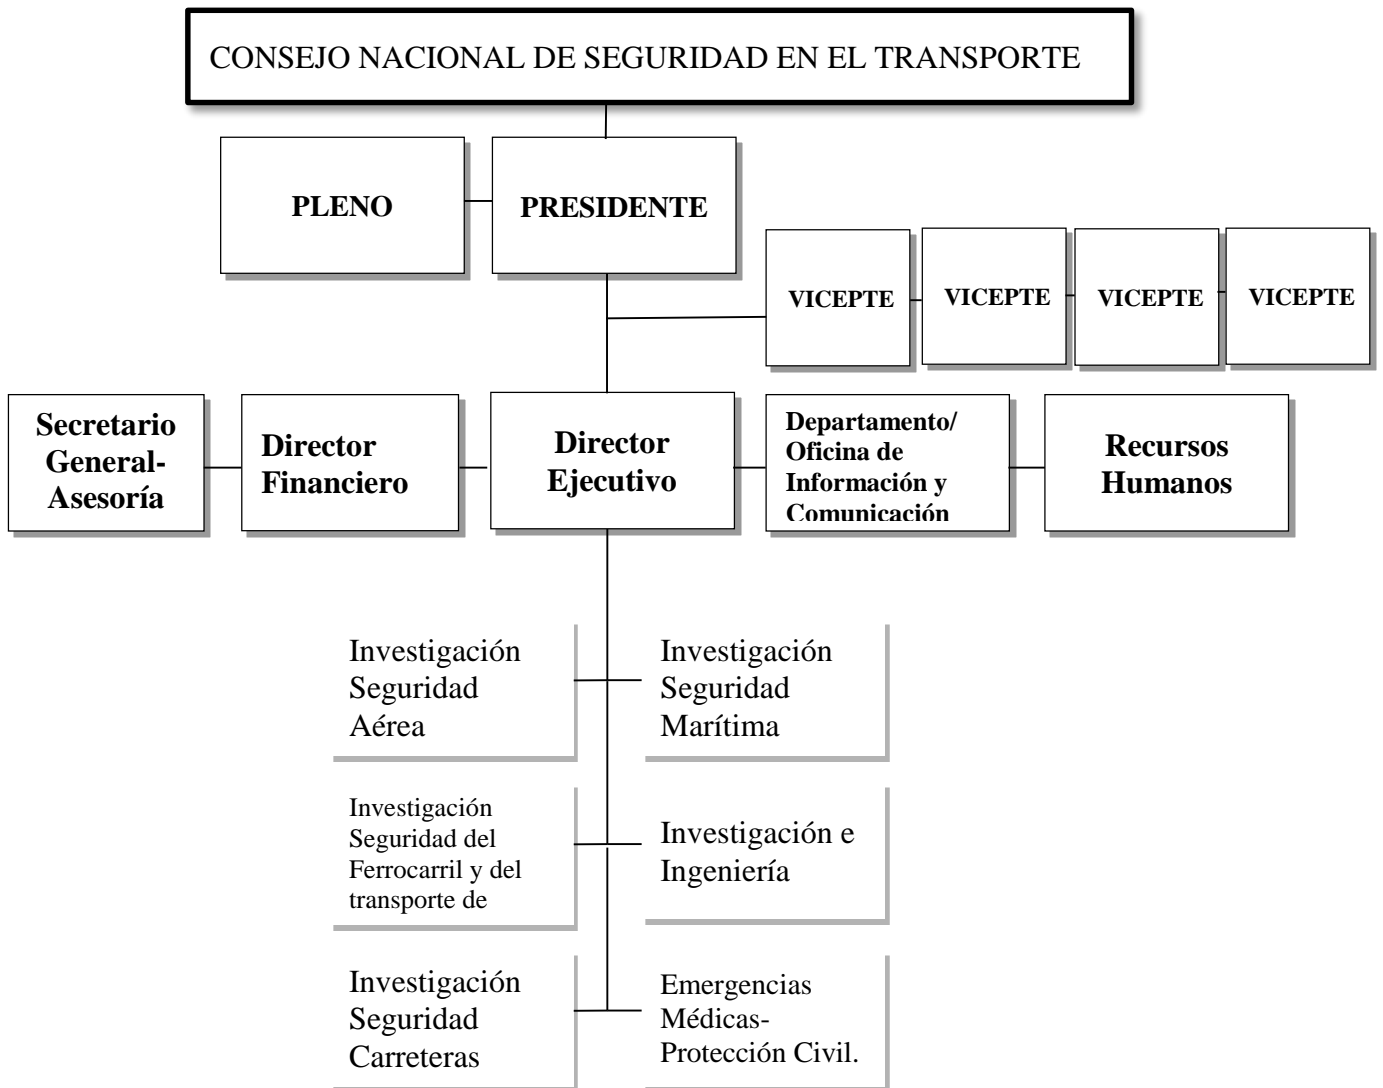 CONSEJO NACIONAL DE SEGURIDAD EN EL TRANSPORTE
PLENO
PRESIDENTE
VICEPTE
VICEPTE
VICEPTE
VICEPTE
Secretario
General-
Asesoría
Director
Financiero
Director
Ejecutivo
Departamento/
Oficina de
Información y
Comunicación
Recursos
Humanos
Investigación
Seguridad
Aérea
Investigación
Seguridad
Marítima
Investigación
Seguridad del
Ferrocarril y del
transporte de
Investigación e
Ingeniería
Investigación
Seguridad
Carreteras
Emergencias
Médicas-
Protección Civil.